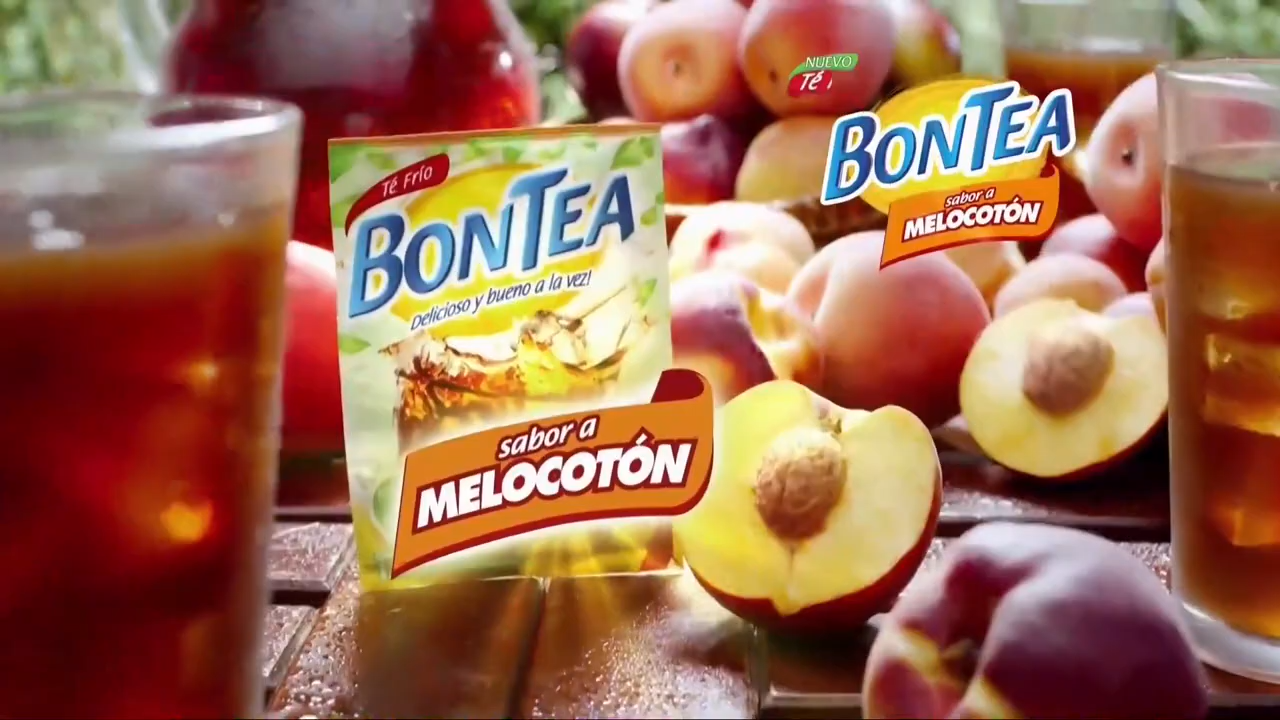 Té Frío
BONTEA
Delicioso y bueno a la vez!
sabor a
MELOCOTÓN
NUEVO
Té
BONTEA
sabor a
MELOCOTÓN